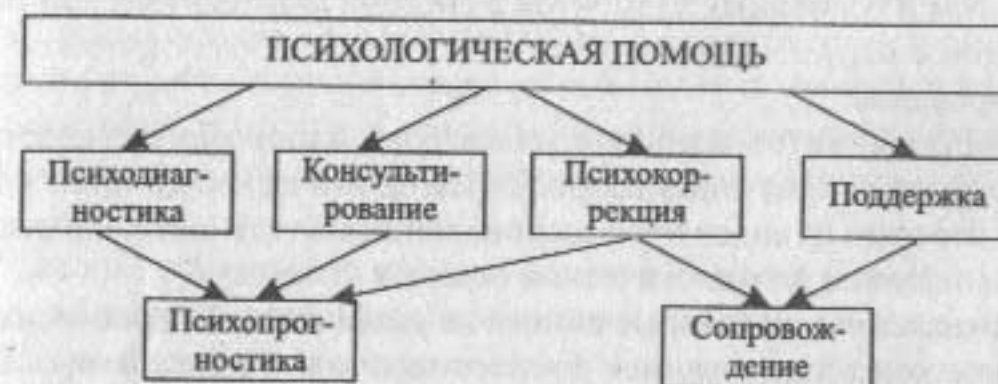 ПСИХОЛОГИЧЕСКАЯ ПОМОЩЬ
Психодиаг-
ностика
Консульти-
рование
Психокор-
рекция
Поддержка
Психопрог-
ностика
Сопровож-
дение